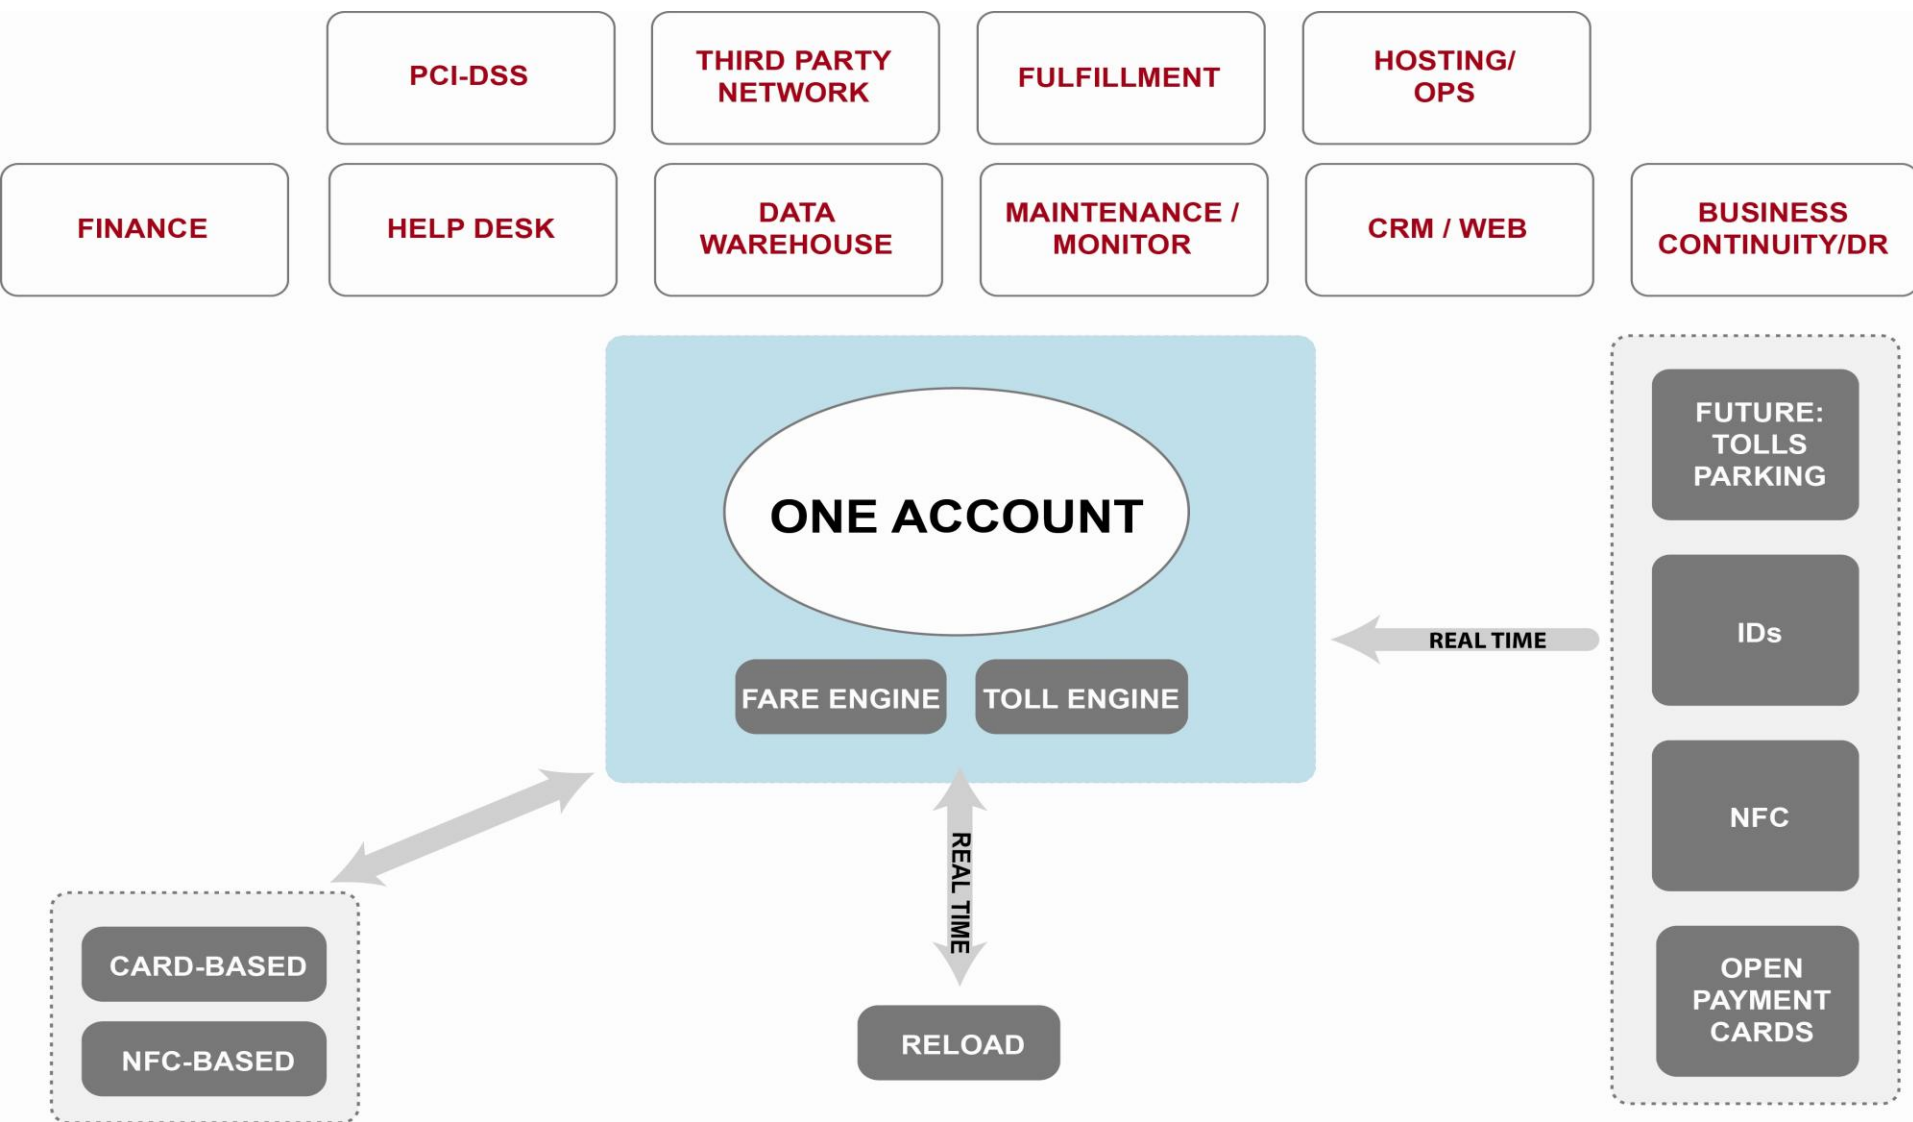 PCI-DSS
THIRD PARTY
NETWORK
FULFILLMENT
HOSTING/
OPS
FINANCE
HELP DESK
DATA
WAREHOUSE
MAINTENANCE /
MONITOR
CRM / WEB
BUSINESS
CONTINUITY/DR
ONE ACCOUNT
FARE ENGINE
TOLL ENGINE
REAL TIME
FUTURE:
TOLLS
PARKING
IDs
NFC
OPEN
PAYMENT
CARDS
REAL TIME
CARD-BASED
NFC-BASED
RELOAD